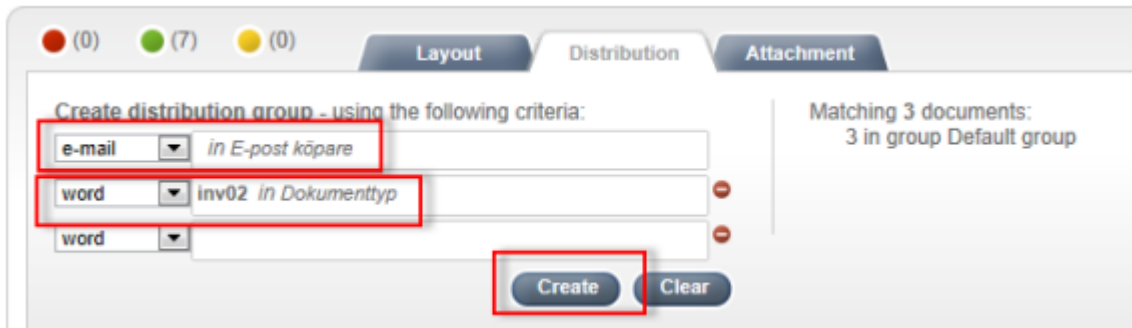 (0) (7) (0)
Layout Distribution Attachment
Create distribution group - using the following criteria:
e-mail in E-post köpare
word inv02 in Dokumenttyp
word
Create Clear
Matching 3 documents:
3 in group Default group